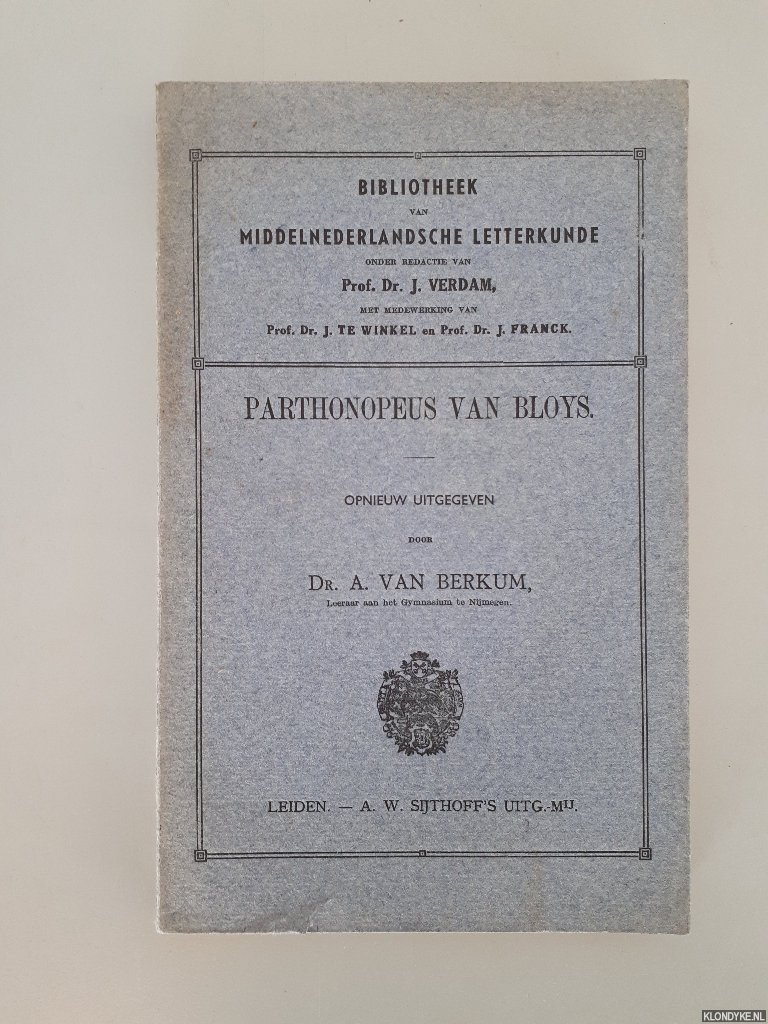 BIBLIOTHEEK
VAN
MIDDELNEDERLANDSCHE LETTERKUNDE
ONDER REDACTIE VAN
Prof. Dr. J. VERDAM,
MET MEDEWERKING VAN
Prof. Dr. J. TE WINKEL en Prof. Dr. J. FRANCK.
PARTHONOPEUS VAN BLOYS.
OPNIEUW UITGEGEVEN
DOOR
DR. A. VAN BERKUM,
Leeraar aan het Gymnasium te Nijmegen.
LEIDEN. — A. W. SIJTHOFF'S UITG.-MIJ.
KLONDYKE.NL